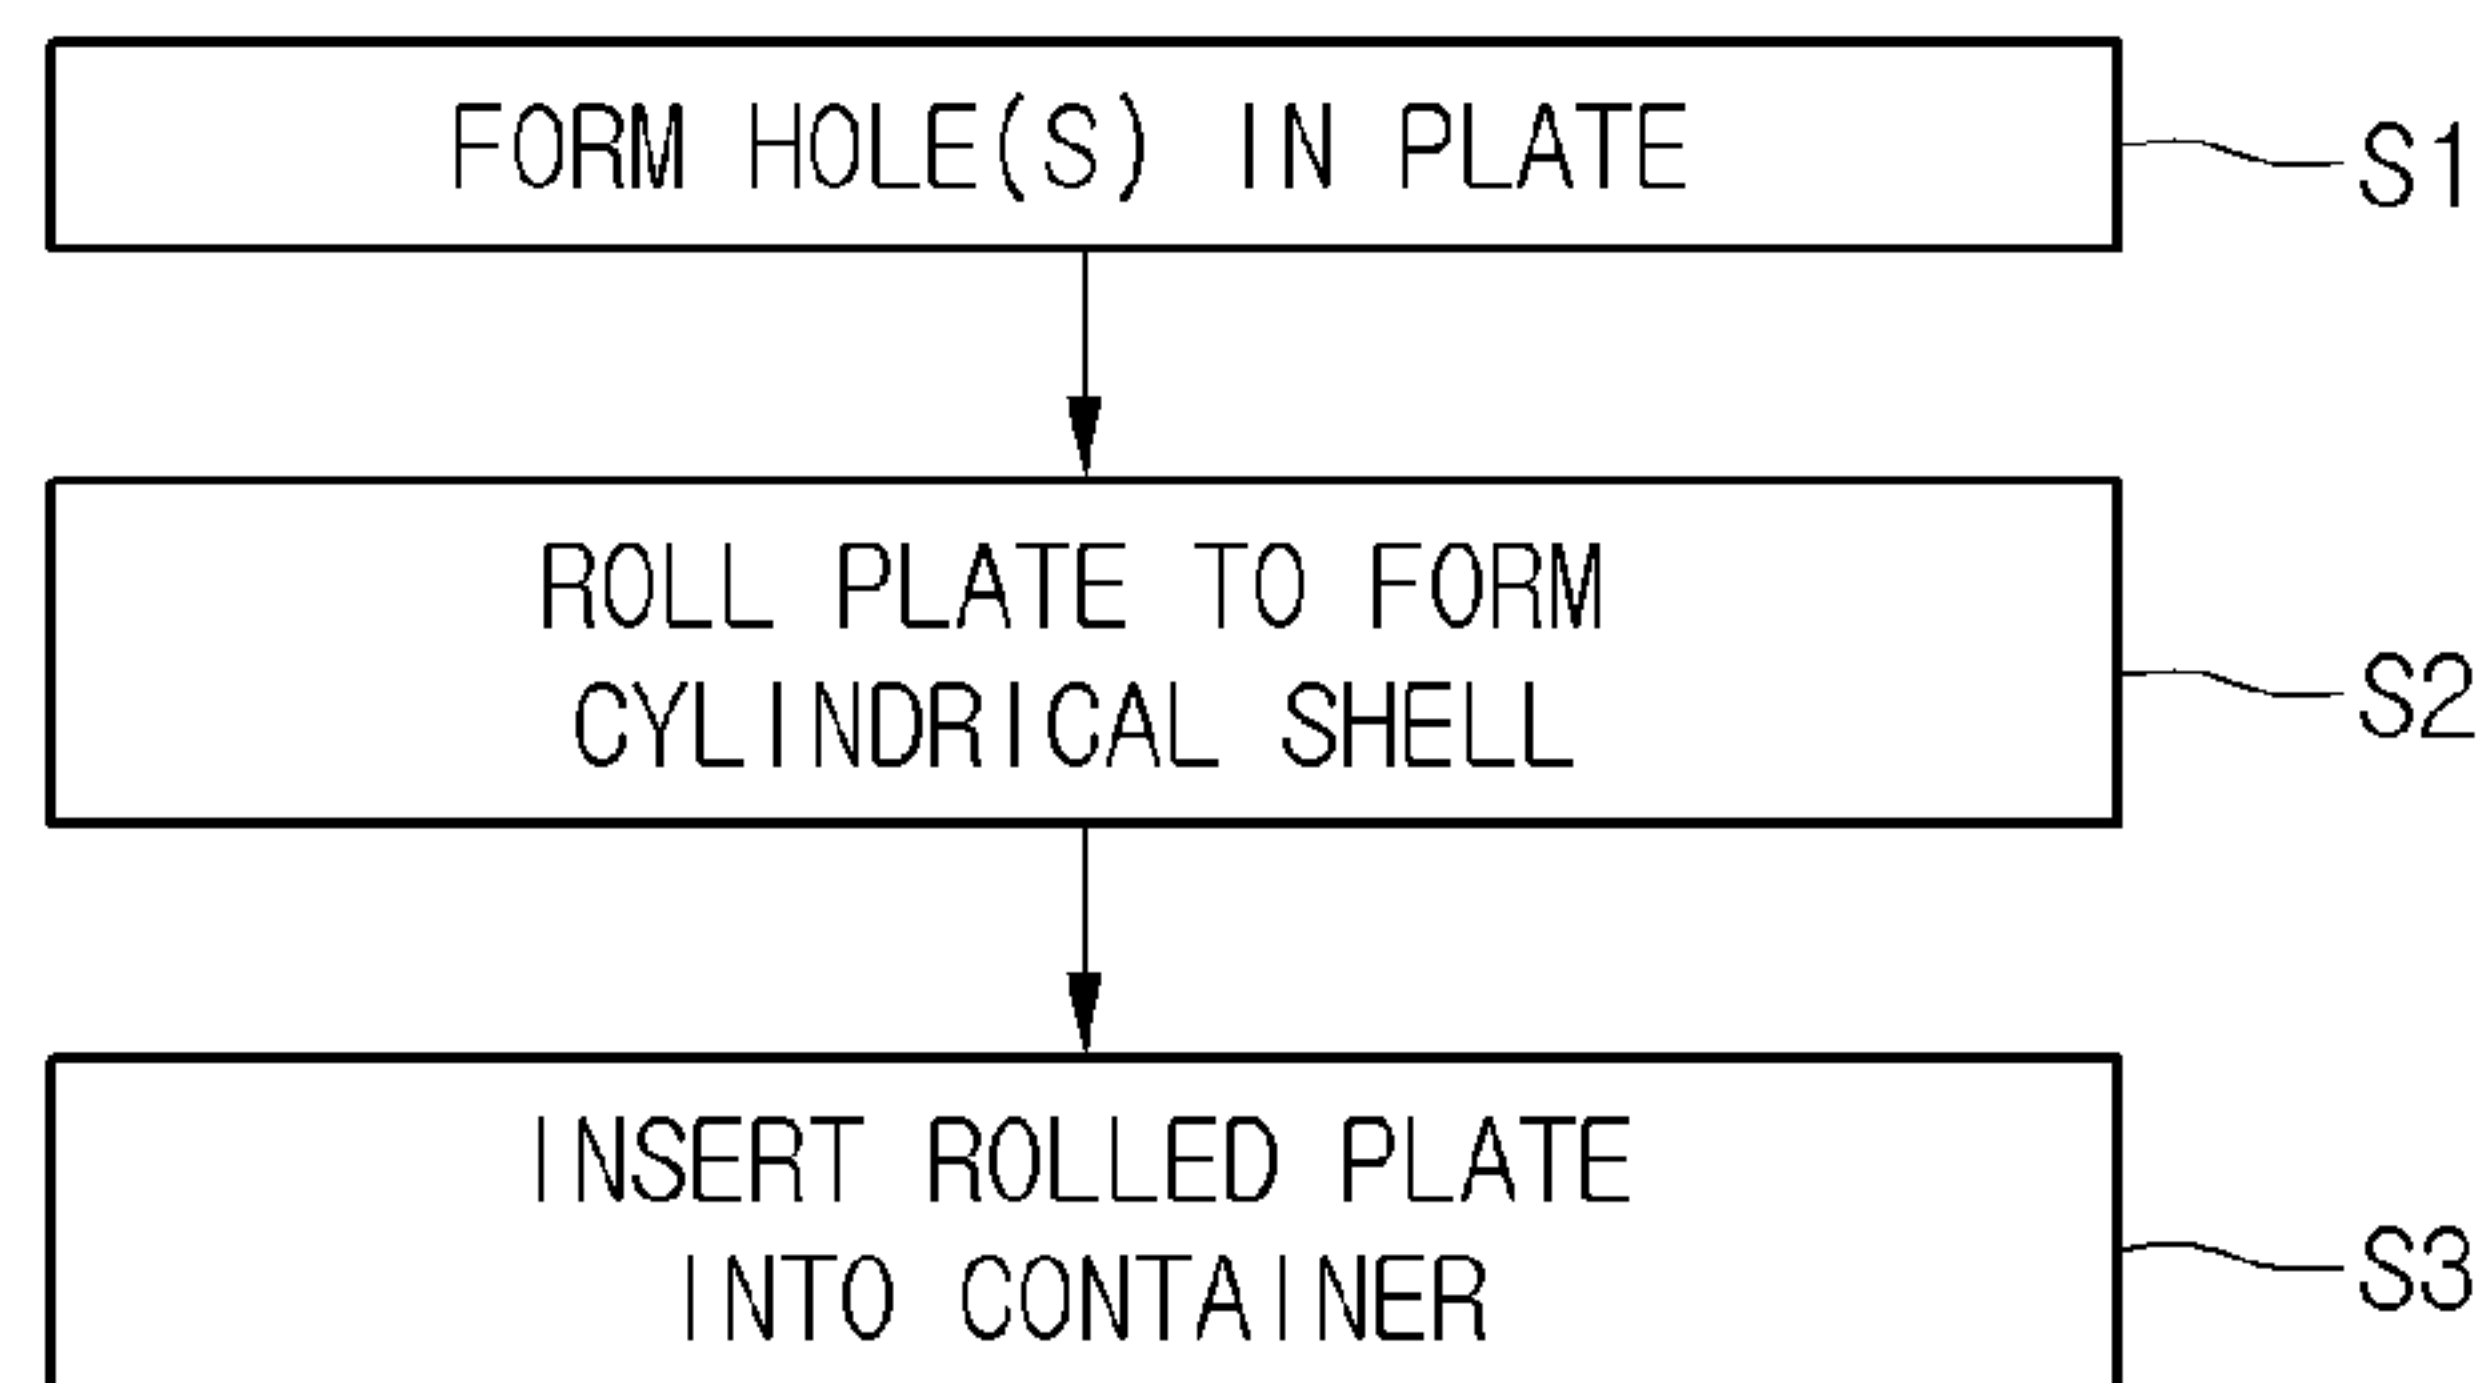 FORM HOLE(S) IN PLATE
S1
ROLL PLATE TO FORM
CYLINDRICAL SHELL
S2
INSERT ROLLED PLATE
INTO CONTAINER
S3